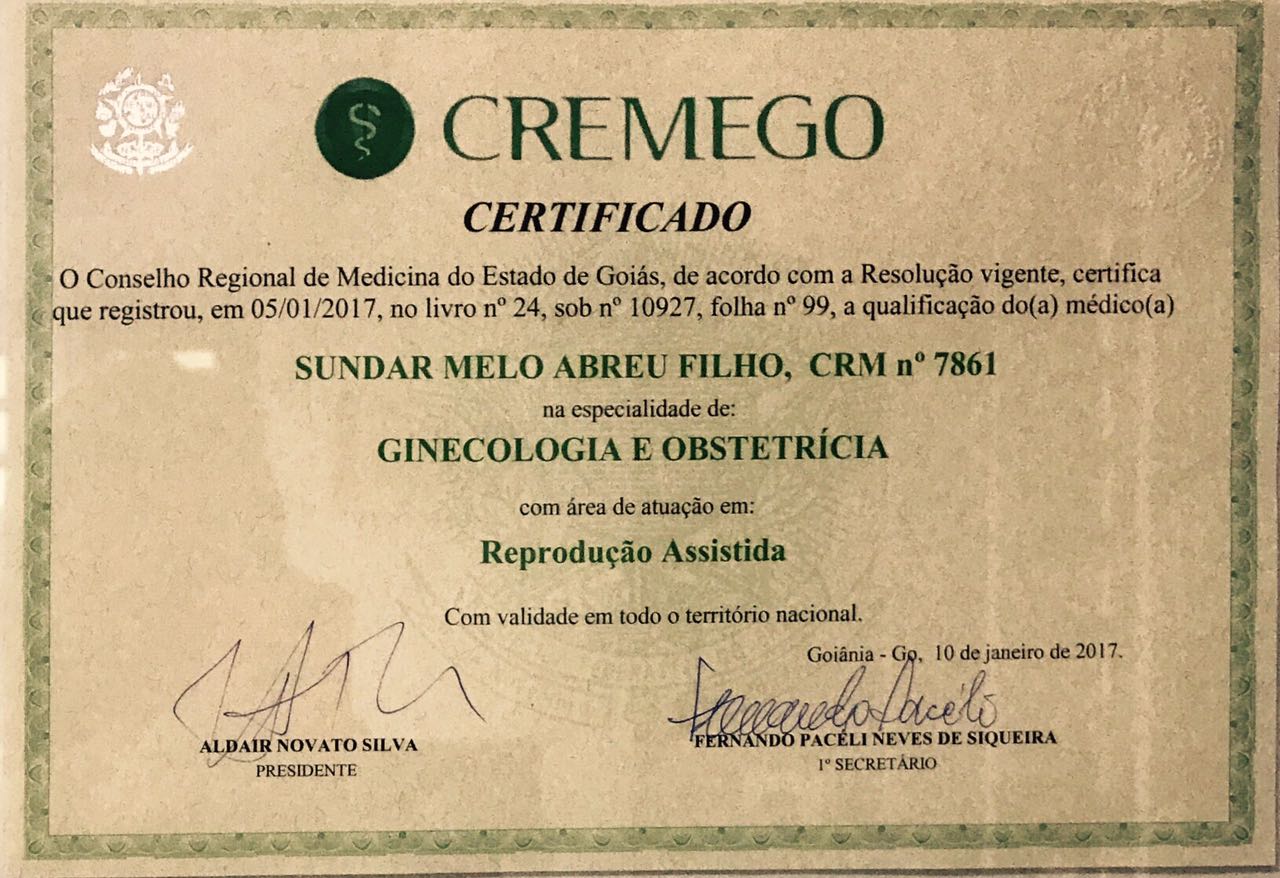 CREMEGO
CERTIFICADO
O Conselho Regional de Medicina do Estado de Goiás, de acordo com a Resolução vigente, certifica
que registrou, em 05/01/2017, no livro nº 24, sob nº 10927, folha nº 99, a qualificação do(a) médico(a)
SUNDAR MELO ABREU FILHO, CRM nº 7861
na especialidade de:
GINECOLOGIA E OBSTETRÍCIA
com área de atuação em:
Reprodução Assistida
Com validade em todo o território nacional.
Goiânia - Go, 10 de janeiro de 2017.
Fernando Pacéli
ALDAIR NOVATO SILVA
PRESIDENTE
FERNANDO PACÉLI NEVES DE SIQUEIRA
1º SECRETÁRIO